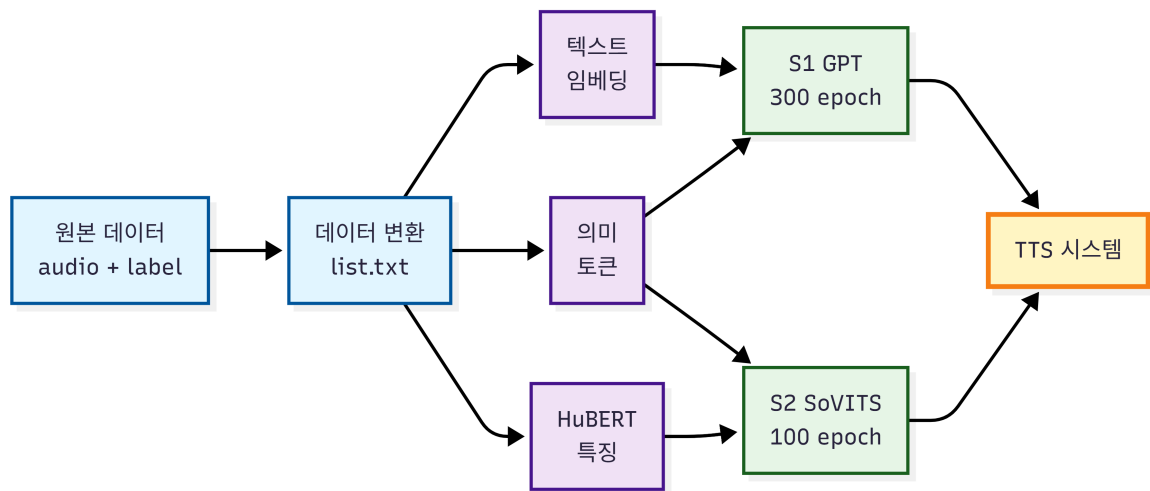 원본 데이터
audio + label
데이터 변환
list.txt
텍스트
임베딩
의미
토큰
HuBERT
특징
S1 GPT
300 epoch
S2 SoVITS
100 epoch
TTS 시스템